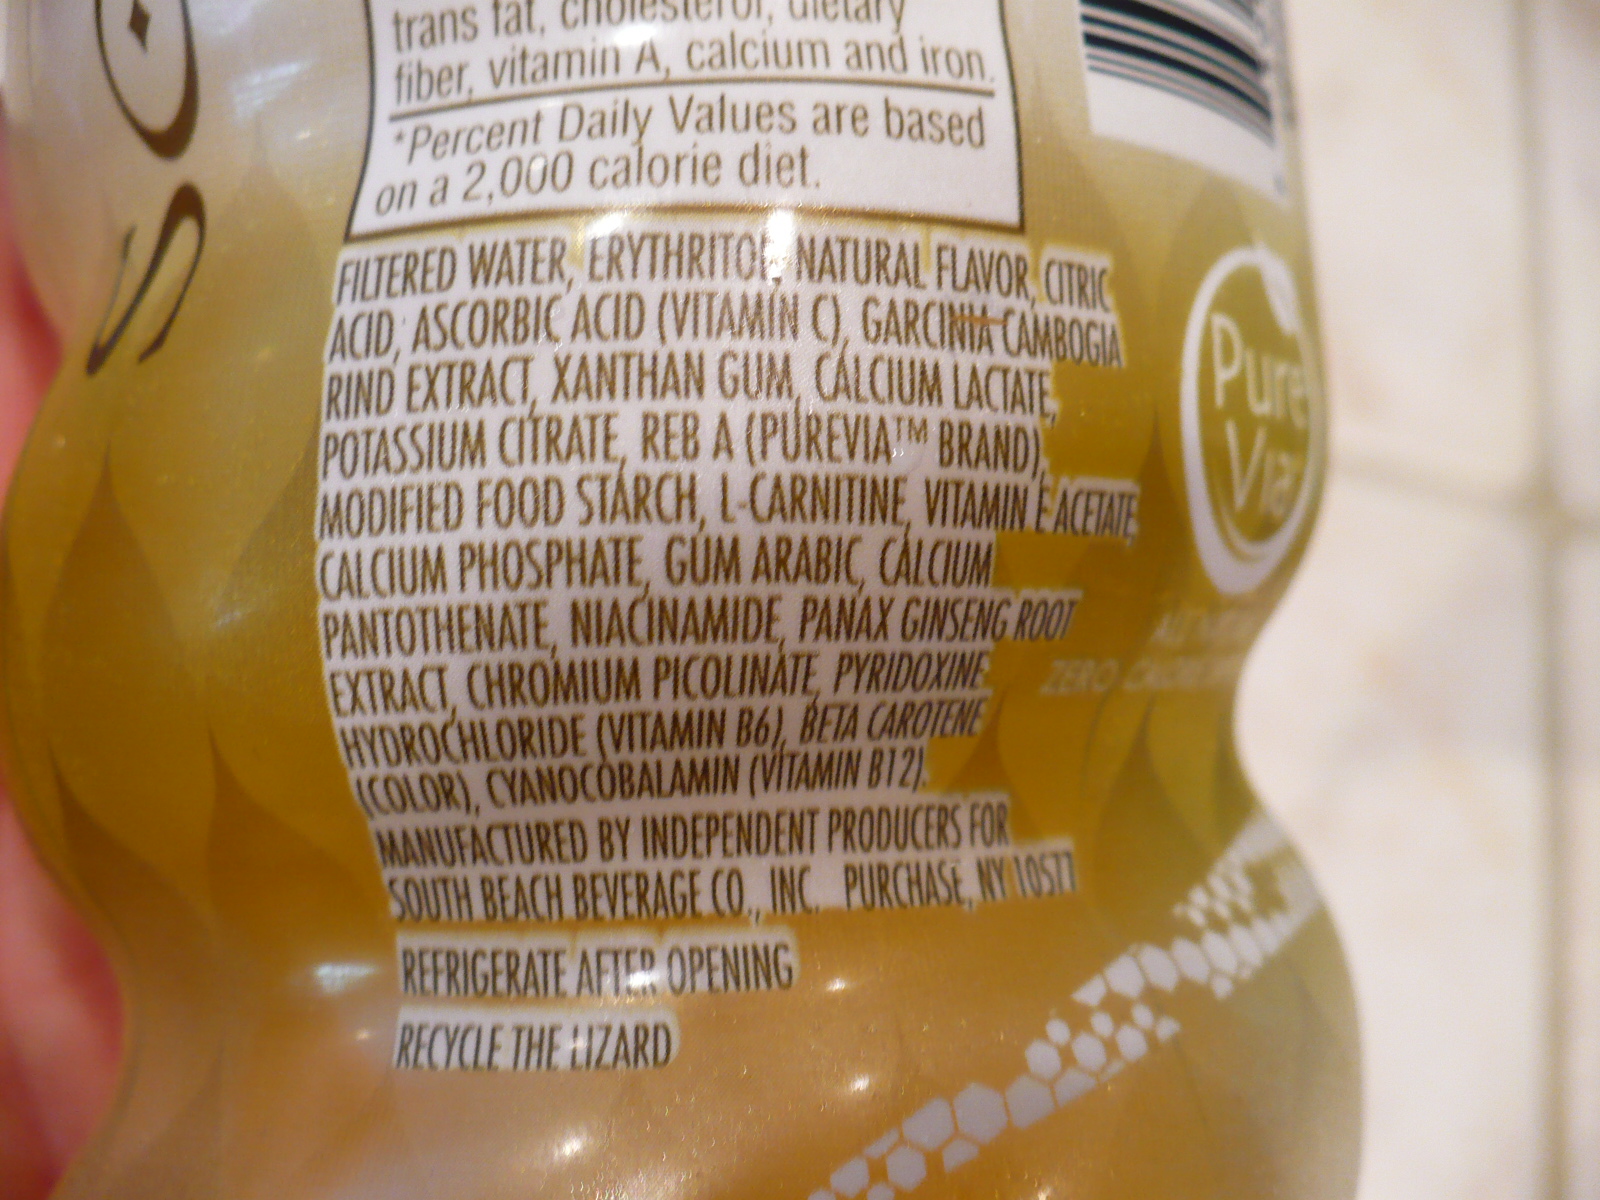 SO
trans fat, cholesterol, dietary
fiber, vitamin A, calcium and iron.
*Percent Daily Values are based
on a 2,000 calorie diet.
FILTERED WATER, ERYTHRITOL, NATURAL FLAVOR, CITRIC
ACID, ASCORBIC ACID (VITAMIN C), GARCINIA CAMBOGIA
RIND EXTRACT, XANTHAN GUM, CALCIUM LACTATE,
POTASSIUM CITRATE, REB A (PUREVIA™ BRAND),
MODIFIED FOOD STARCH, L-CARNITINE, VITAMIN E ACETATE,
CALCIUM PHOSPHATE, GUM ARABIC, CALCIUM
PANTOTHENATE, NIACINAMIDE, PANAX GINSENG ROOT
EXTRACT, CHROMIUM PICOLINATE, PYRIDOXINE
HYDROCHLORIDE (VITAMIN B6), BETA CAROTENE
(COLOR), CYANOCOBALAMIN (VITAMIN B12).
MANUFACTURED BY INDEPENDENT PRODUCERS FOR
SOUTH BEACH BEVERAGE CO., INC. PURCHASE, NY 10577
REFRIGERATE AFTER OPENING
RECYCLE THE LIZARD
Pure
Via
ZERO